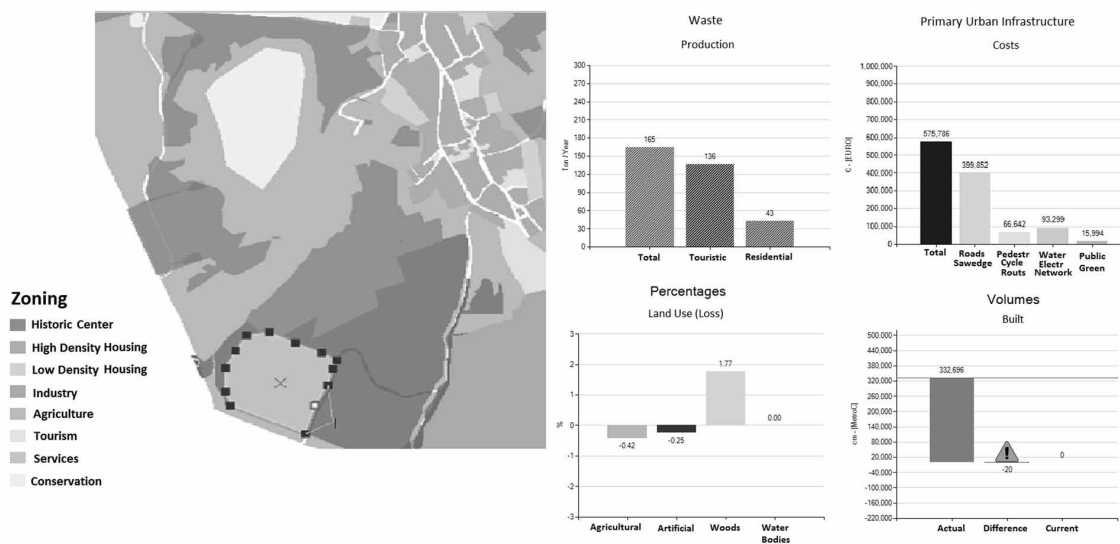 Zoning
Historic Center
High Density Housing
Low Density Housing
Industry
Agriculture
Tourism
Services
Conservation
Waste
Production
Ton / Year
300
270
240
210
180
150
120
90
60
30
0
165
136
43
Total
Touristic
Residential
Primary Urban Infrastructure
Costs
€ - [EURO]
1,000,000
900,000
800,000
700,000
600,000
500,000
400,000
300,000
200,000
100,000
0
575,786
399,852
66,642
93,299
15,994
Total
Roads
Sawedge
Pedestr
Cycle
Routs
Water
Electr
Network
Public
Green
Percentages
Land Use (Loss)
%
3
2
1
0
-1
-2
-3
-0.42
-0.25
1.77
0.00
Agricultural
Artificial
Woods
Water
Bodies
Volumes
Built
cm - [MetroC]
500,000
440,000
380,000
320,000
260,000
200,000
140,000
80,000
20,000
-40,000
-100,000
-160,000
-220,000
332,696
!
-20
0
Actual
Difference
Current